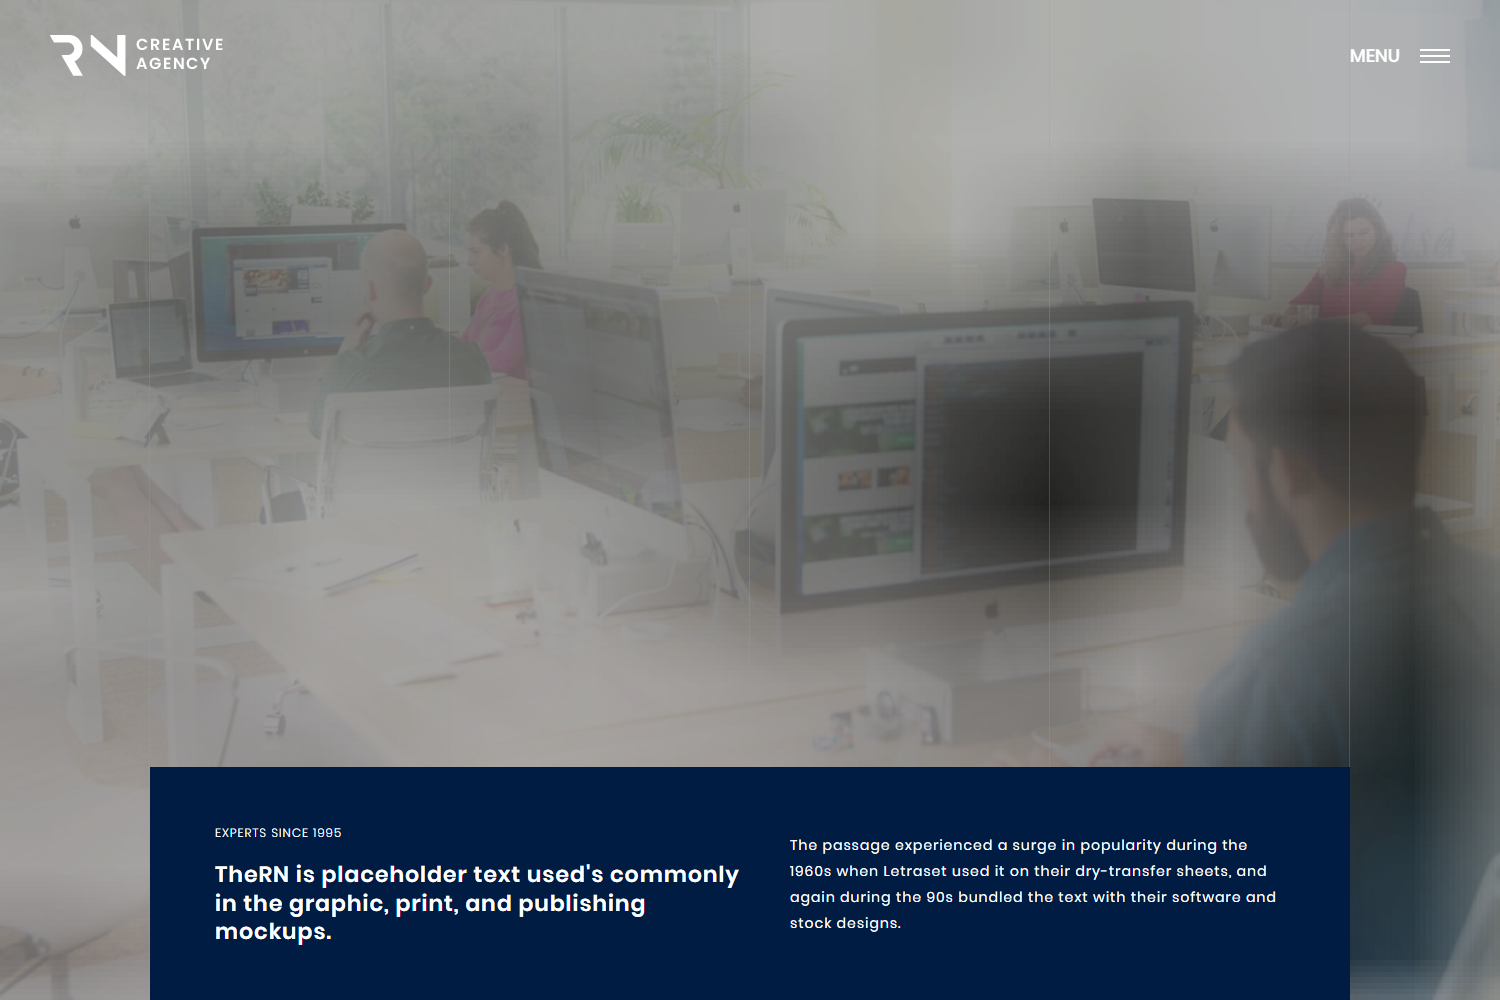 RN CREATIVE
AGENCY
MENU
EXPERTS SINCE 1995
TheRN is placeholder text used's commonly
in the graphic, print, and publishing
mockups.
The passage experienced a surge in popularity during the
1960s when Letraset used it on their dry-transfer sheets, and
again during the 90s bundled the text with their software and
stock designs.